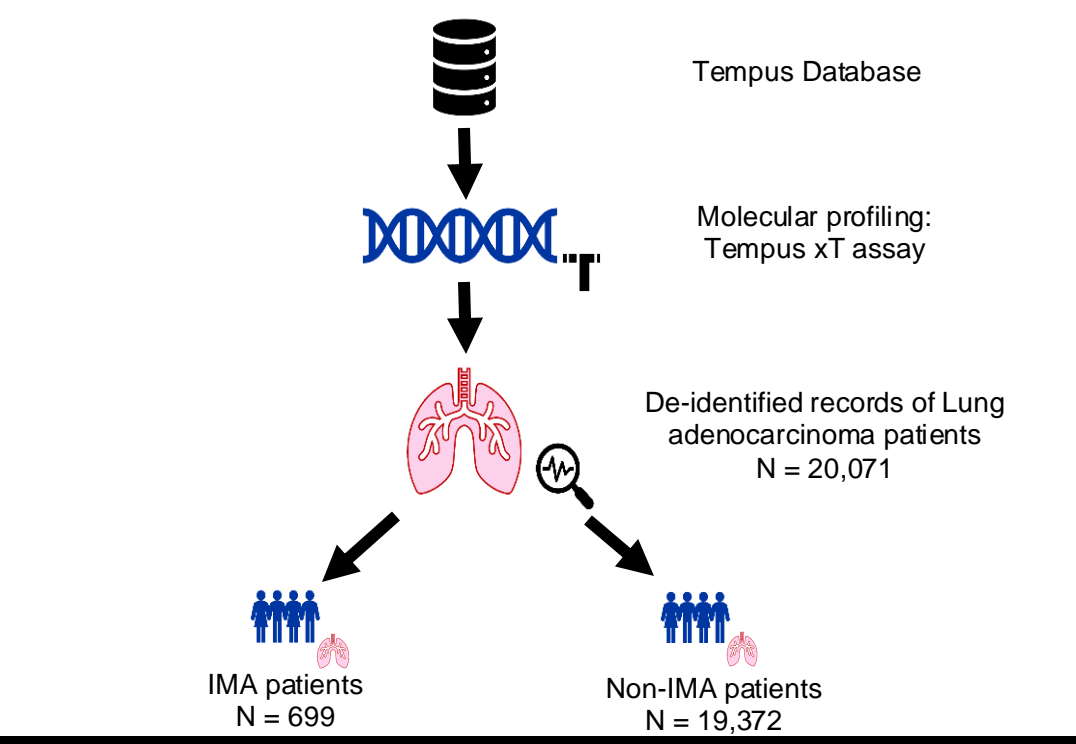 Tempus Database
Molecular profiling:
Tempus xT assay
T
De-identified records of Lung
adenocarcinoma patients
N = 20,071
IMA patients
N = 699
Non-IMA patients
N = 19,372